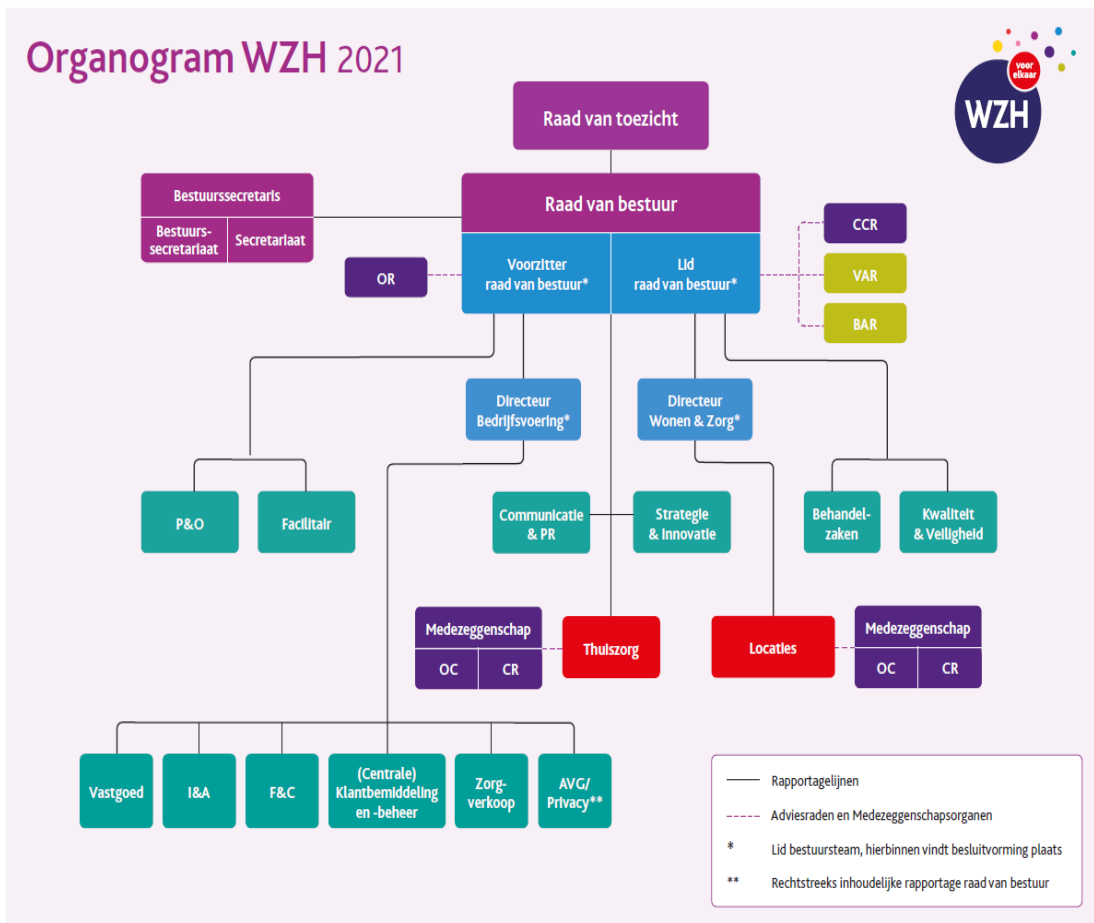 Organogram WZH 2021
voor
elkaar
WZH
Raad van toezicht
Bestuurssecretaris
Bestuurs-
secretariaat
Secretariaat
Raad van bestuur
Voorzitter
raad van bestuur*
Lid
raad van bestuur*
OR
CCR
VAR
BAR
Directeur
Bedrijfsvoering*
Directeur
Wonen & Zorg*
P&O
Facilitair
Communicatie
& PR
Strategie
& Innovatie
Behandel-
zaken
Kwaliteit
& Veiligheid
Medezeggenschap
OC
CR
Thuiszorg
Locaties
Medezeggenschap
OC
CR
Vastgoed
I&A
F&C
(Centrale)
Klantbemiddeling
en -beheer
Zorg-
verkoop
AVG/
Privacy**
Rapportagelijnen
Adviesraden en Medezeggenschapsorganen
* Lid bestuursteam, hierbinnen vindt besluitvorming plaats
** Rechtstreeks inhoudelijke rapportage raad van bestuur